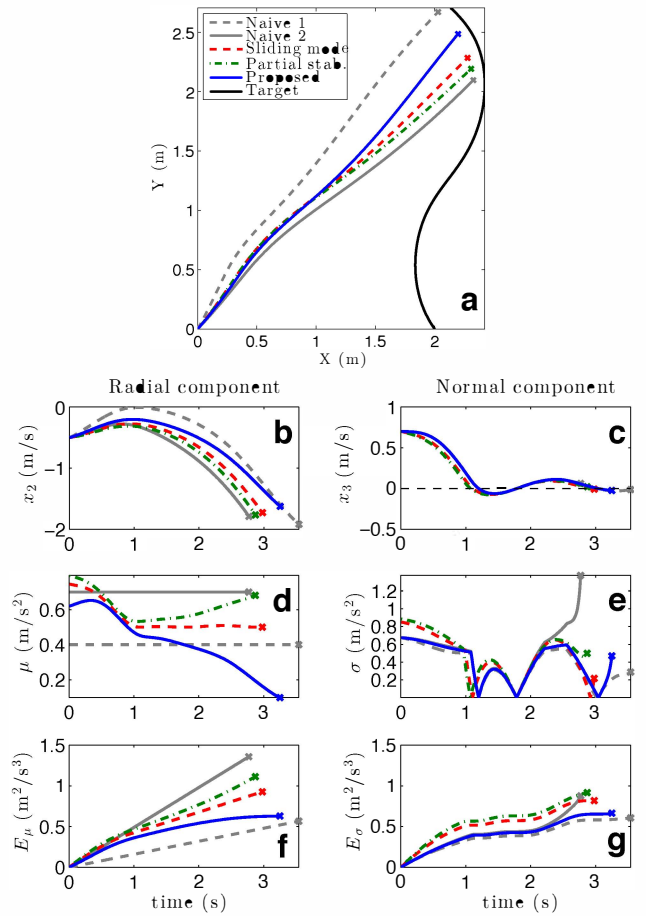 2.5
2
1.5
1
0.5
0
Y (m)
Naive 1
Naive 2
Sliding mode
Partial stab.
Proposed
Target
a
0.5
1
1.5
2
X (m)
Radial component
Normal component
0
−1
−2
x2 (m/s)
b
0
1
2
3
1
0.5
0
−0.5
x3 (m/s)
c
0
1
2
3
0.6
0.4
0.2
μ (m/s²)
d
0
1
2
3
1.2
1
0.8
0.6
0.4
0.2
σ (m/s²)
e
0
1
2
3
1.5
1
0.5
0
Eμ (m²/s³)
f
0
1
2
3
time (s)
1.5
1
0.5
0
Eσ (m²/s³)
g
0
1
2
3
time (s)